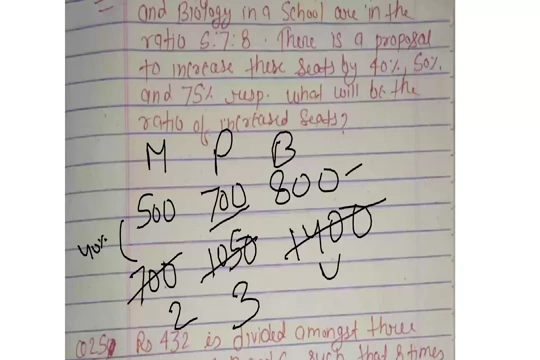 and Biology in a School are in the
ratio 5:7:8. There is a proposal
to increase these seats by 40%, 50%
and 75% resp. what will be the
ratio of increased seats?
M P B
500 700 800
40% ( 700 1050 1400
2 3
Q25 Rs 432 is divided amongst three
such that 8 times